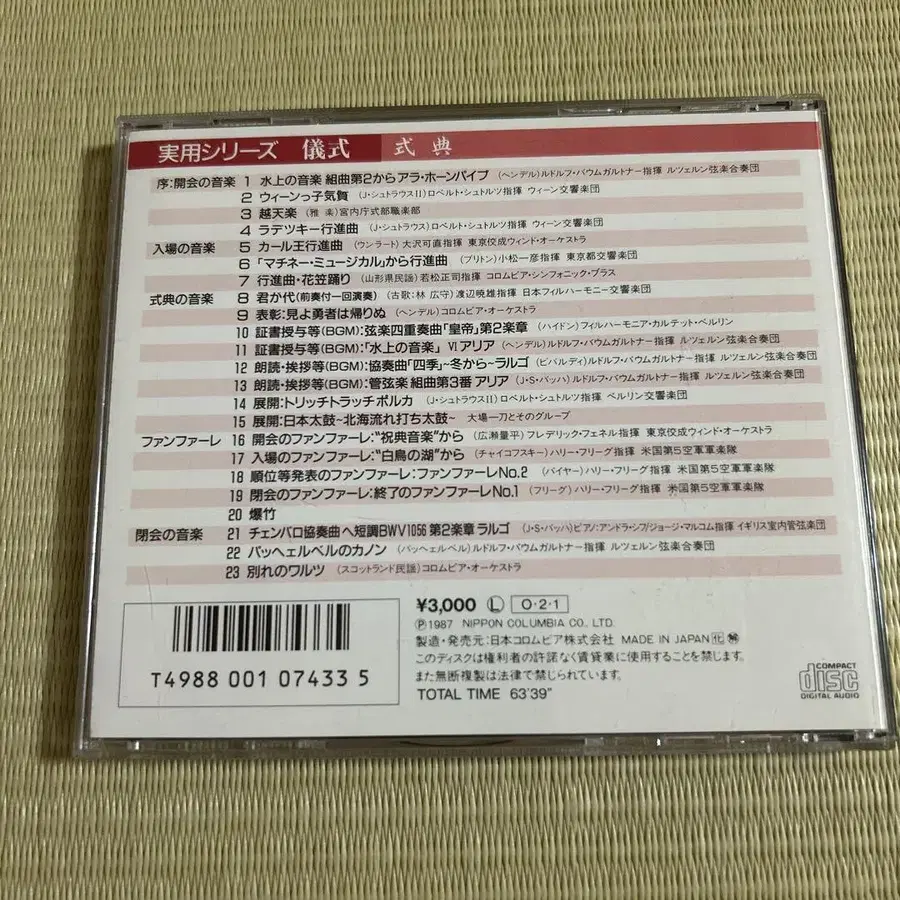 実用シリーズ 儀式 式典
序:開会の音楽 1 水上の音楽 組曲第2からアラ・ホーンパイプ (ヘンデル)ルドルフ・バウムガルトナー指揮 ルツェルン弦楽合奏団
2 ウィーンっ子気質 (J・シュトラウスII)ロベルト・シュトルツ指揮 ウィーン交響楽団
3 越天楽 (雅 楽)宮内庁式部職楽部
4 ラデツキー行進曲 (J・シュトラウス)ロベルト・シュトルツ指揮 ウィーン交響楽団
入場の音楽 5 カール王行進曲 (ウンラート)大沢可直指揮 東京佼成ウィンド・オーケストラ
6 「マチネー・ミュージカル」から行進曲 (ブリトン)小松一彦指揮 東京都交響楽団
7 行進曲・花笠踊り (山形県民謡)若松正司指揮 コロムビア・シンフォニック・ブラス
式典の音楽 8 君が代(前奏付一回演奏) (古歌:林 広守)渡辺暁雄指揮 日本フィルハーモニー交響楽団
9 表彰:見よ勇者は帰りぬ (ヘンデル)コロムビア・オーケストラ
10 証書授与等(BGM):弦楽四重奏曲「皇帝」第2楽章 (ハイドン)フィルハーモニア・カルテット・ベルリン
11 証書授与等(BGM):「水上の音楽」 VI アリア (ヘンデル)ルドルフ・バウムガルトナー指揮 ルツェルン弦楽合奏団
12 朗読・挨拶等(BGM):協奏曲「四季」~冬から~ラルゴ (ビバルディ)ルドルフ・バウムガルトナー指揮 ルツェルン弦楽合奏団
13 朗読・挨拶等(BGM):管弦楽 組曲第3番 アリア (J・S・バッハ)ルドルフ・バウムガルトナー指揮 ルツェルン弦楽合奏団
14 展開:トリッチトラッチポルカ (J・シュトラウスII)ロベルト・シュトルツ指揮 ベルリン交響楽団
15 展開:日本太鼓~北海流れ打ち太鼓~ 大場一刀とそのグループ
ファンファーレ 16 開会のファンファーレ:“祝典音楽”から (広瀬量平)フレデリック・フェネル指揮 東京佼成ウィンド・オーケストラ
17 入場のファンファーレ:“白鳥の湖”から (チャイコフスキー)ハリー・フリーグ指揮 米国第5空軍軍楽隊
18 順位等発表のファンファーレ:ファンファーレNo.2 (バイヤー)ハリー・フリーグ指揮 米国第5空軍軍楽隊
19 閉会のファンファーレ:終了のファンファーレNo.1 (フリーグ)ハリー・フリーグ指揮 米国第5空軍軍楽隊
20 爆竹
閉会の音楽 21 チェンバロ協奏曲 ヘ短調BWV1056 第2楽章 ラルゴ (J・S・バッハ)ピアノ:アンドラ・シフ/ジョージ・マルコム指揮 イギリス室内管弦楽団
22 パッヘェルベルのカノン (パッヘェルベル)ルドルフ・バウムガルトナー指揮 ルツェルン弦楽合奏団
23 別れのワルツ (スコットランド民謡)コロムビア・オーケストラ
T4988 001 07433 5
¥3,000 Ⓛ O・2・1
Ⓟ1987 NIPPON COLUMBIA CO., LTD.
製造・発売元:日本コロムビア株式会社 MADE IN JAPAN
このディスクは権利者の許諾なく賃貸業に使用することを禁じます。
また無断複製は法律で禁じられています。
TOTAL TIME 63'39"
COMPACT
disc
DIGITAL AUDIO